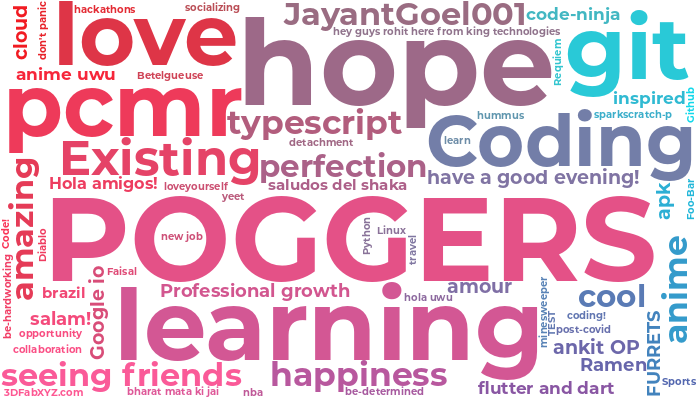 hackathons
socializing
JayantGoel001
code-ninja
cloud
don't panic
love
hope
hey guys rohit here from king technologies
git
Requiem
anime uwu
Betelgueuse
pcmr
inspired
Github
typescript
hummus
sparkscratch-p
Coding
detachment
learn
Existing
perfection
have a good evening!
Hola amigos!
loveyourself
saludos del shaka
yeet
apk
Foo-Bar
amazing
Code!
Diablo
POGGERS
new job
Python
Linux
travel
anime
be-hardworking
Google io
Faisal
brazil
Professional growth
hola uwu
amour
minesweeper
TEST
cool
salam!!
learning
coding!
post-covid
FURRETS
opportunity
collaboration
ankit OP
Ramen
seeing friends
happiness
Sports
3DFabXYZ.com
bharat mata ki jai
nba
be-determined
flutter and dart